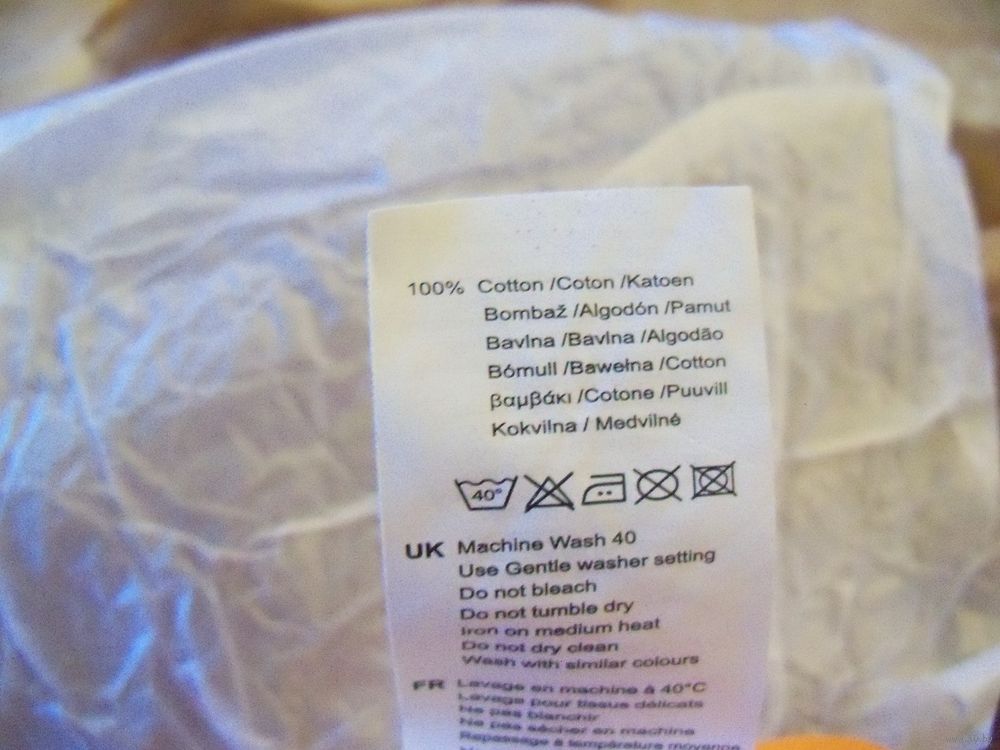 100% Cotton /Coton /Katoen
Bombaž /Algodón /Pamut
Bavlna /Bavlna /Algodão
Bómull /Bawełna /Cotton
βαμβάκι /Cotone /Puuvill
Kokvilna / Medvilné
40°
UK Machine Wash 40
Use Gentle washer setting
Do not bleach
Do not tumble dry
Iron on medium heat
Do not dry clean
Wash with similar colours
FR Lavage en machine à 40°C
Lavage pour tissus délicats
Ne pas blanchir
Ne pas sécher en machine
Repassage à température moyenne